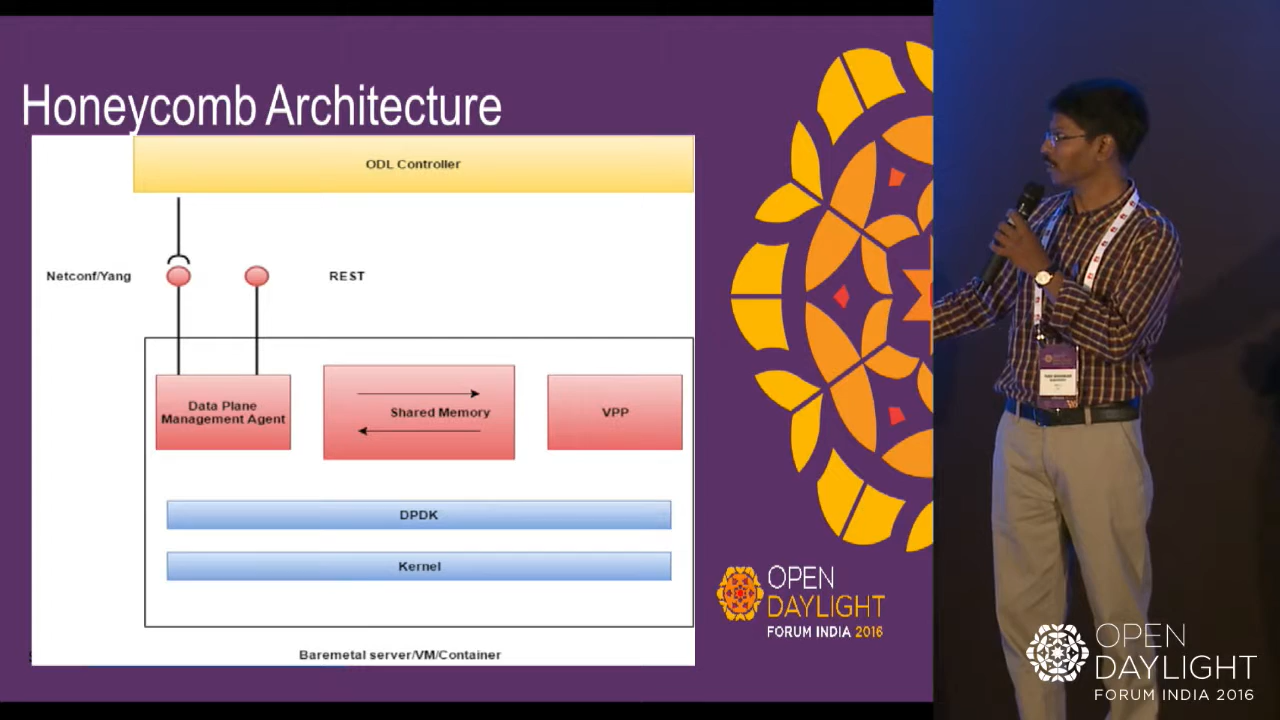 Honeycomb Architecture
ODL Controller
Netconf/Yang
REST
Data Plane
Management Agent
Shared Memory
VPP
DPDK
Kernel
Baremetal server/VM/Container
OPEN
DAYLIGHT
FORUM INDIA 2016
OPEN
DAYLIGHT
FORUM INDIA 2016